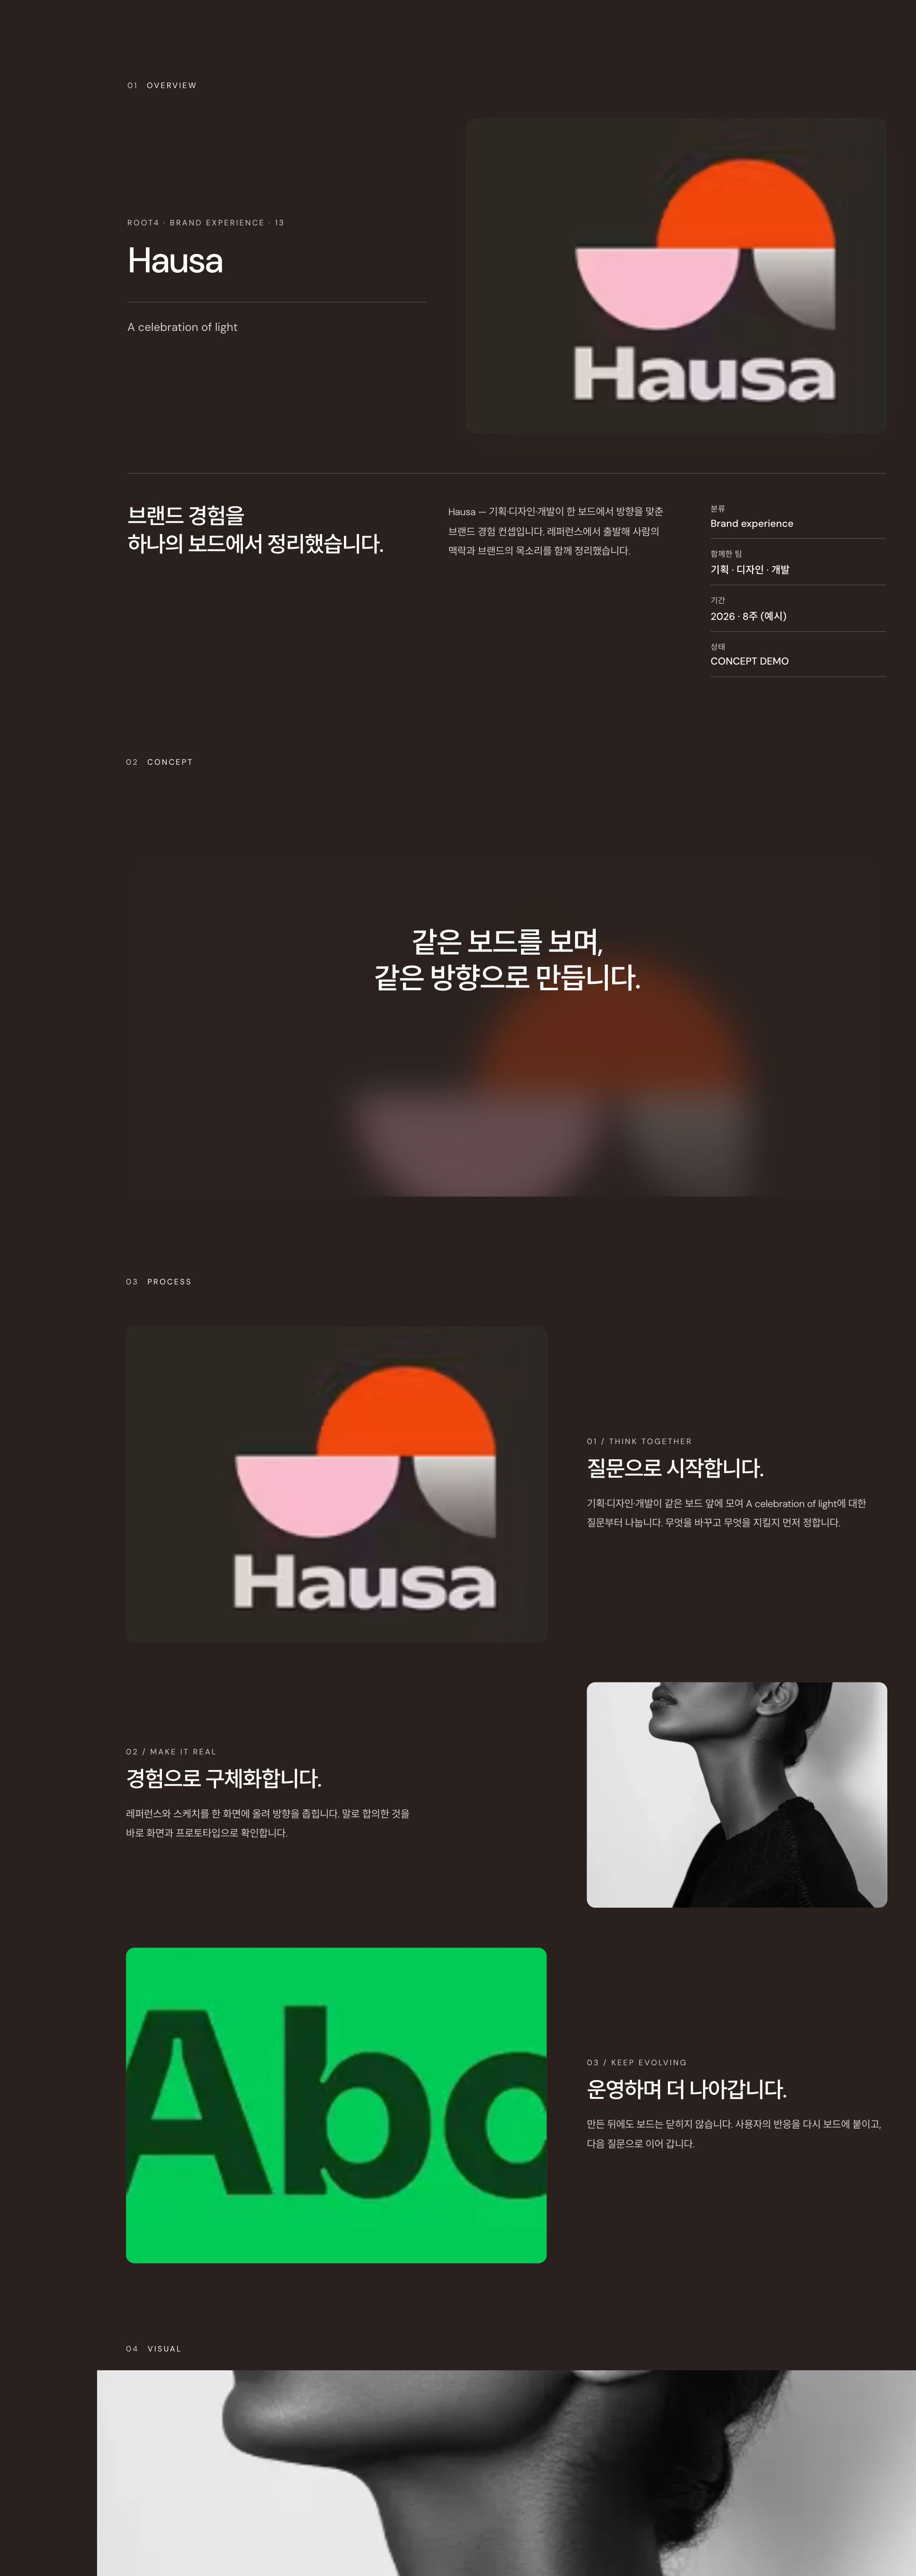 01 OVERVIEW
ROOT4 · BRAND EXPERIENCE · 13
Hausa
A celebration of light
Hausa
브랜드 경험을
하나의 보드에서 정리했습니다.
Hausa — 기획·디자인·개발이 한 보드에서 방향을 맞춘
브랜드 경험 컨셉입니다. 레퍼런스에서 출발해 사람의
맥락과 브랜드의 목소리를 함께 정리했습니다.
분류
Brand experience
함께한 팀
기획 · 디자인 · 개발
기간
2026 · 8주 (예시)
상태
CONCEPT DEMO
02 CONCEPT
같은 보드를 보며,
같은 방향으로 만듭니다.
03 PROCESS
Hausa
01 / THINK TOGETHER
질문으로 시작합니다.
기획·디자인·개발이 같은 보드 앞에 모여 A celebration of light에 대한
질문부터 나눕니다. 무엇을 바꾸고 무엇을 지킬지 먼저 정합니다.
02 / MAKE IT REAL
경험으로 구체화합니다.
레퍼런스와 스케치를 한 화면에 올려 방향을 좁힙니다. 말로 합의한 것을
바로 화면과 프로토타입으로 확인합니다.
Abo
03 / KEEP EVOLVING
운영하며 더 나아갑니다.
만든 뒤에도 보드는 닫히지 않습니다. 사용자의 반응을 다시 보드에 붙이고,
다음 질문으로 이어 갑니다.
04 VISUAL